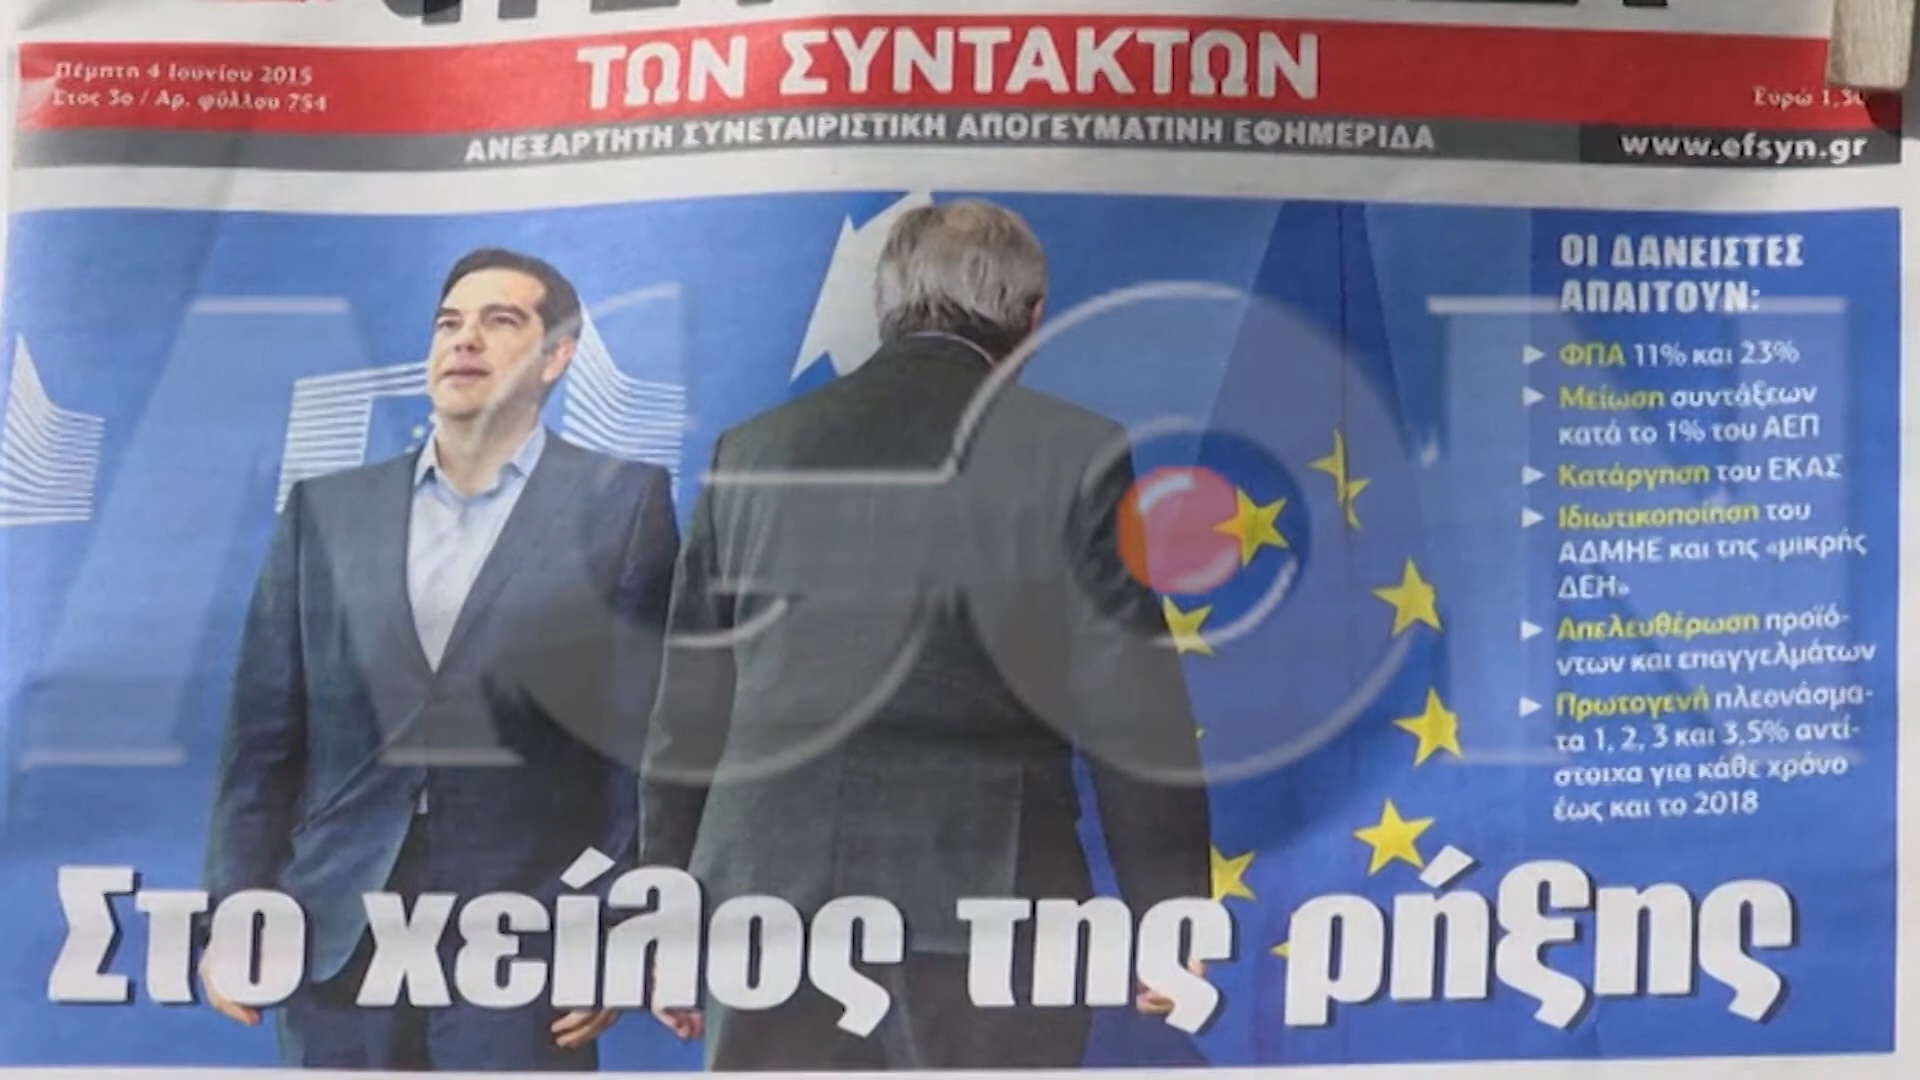 ΤΩΝ ΣΥΝΤΑΚΤΩΝ
Πέμπτη 4 Ιουνίου 2015
Έτος 3ο / Αρ. φύλλου 754
Ευρώ 1,30
ΑΝΕΞΑΡΤΗΤΗ ΣΥΝΕΤΑΙΡΙΣΤΙΚΗ ΑΠΟΓΕΥΜΑΤΙΝΗ ΕΦΗΜΕΡΙΔΑ
www.efsyn.gr
ΟΙ ΔΑΝΕΙΣΤΕΣ
ΑΠΑΙΤΟΥΝ:
ΦΠΑ 11% και 23%
Μείωση συντάξεων
κατά το 1% του ΑΕΠ
Κατάργηση του ΕΚΑΣ
Ιδιωτικοποίηση του
ΑΔΜΗΕ και της «μικρής
ΔΕΗ»
Απελευθέρωση προϊό-
ντων και επαγγελμάτων
Πρωτογενή πλεονάσμα-
τα 1, 2, 3 και 3,5% αντί-
στοιχα για κάθε χρόνο
έως και το 2018
Στο χείλος της ρήξης